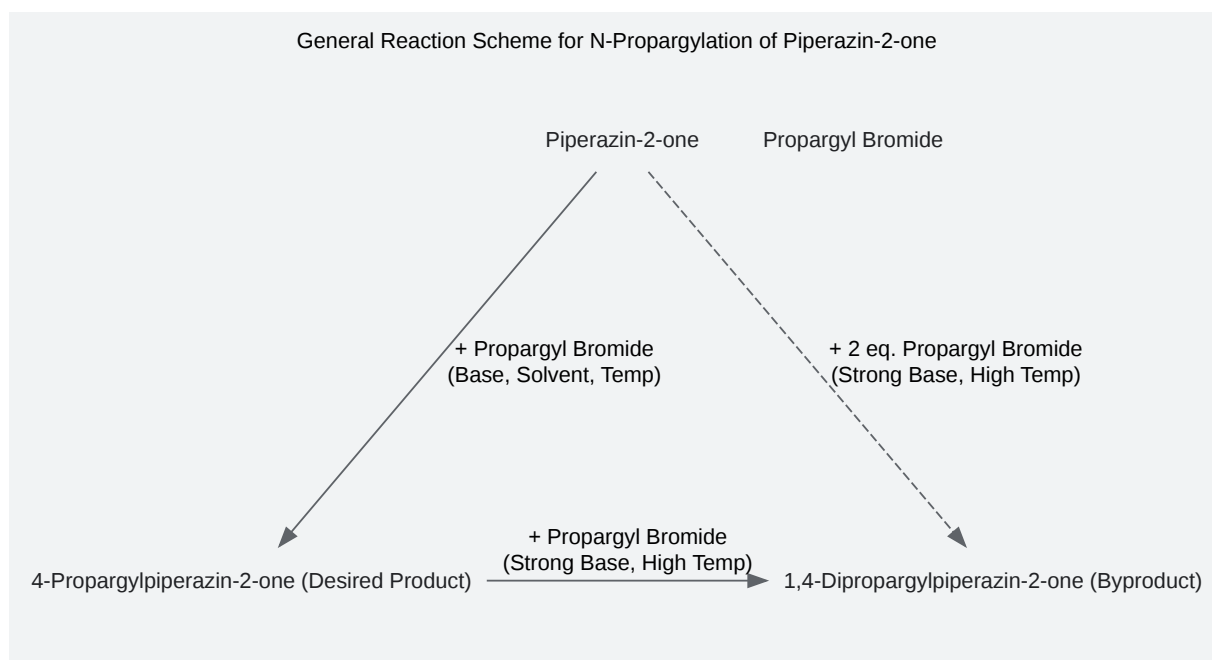 General Reaction Scheme for N-Propargylation of Piperazin-2-one
Piperazin-2-one
Propargyl Bromide
+ Propargyl Bromide
(Base, Solvent, Temp)
+ 2 eq. Propargyl Bromide
(Strong Base, High Temp)
+ Propargyl Bromide
(Strong Base, High Temp)
4-Propargylpiperazin-2-one (Desired Product)
1,4-Dipropargylpiperazin-2-one (Byproduct)